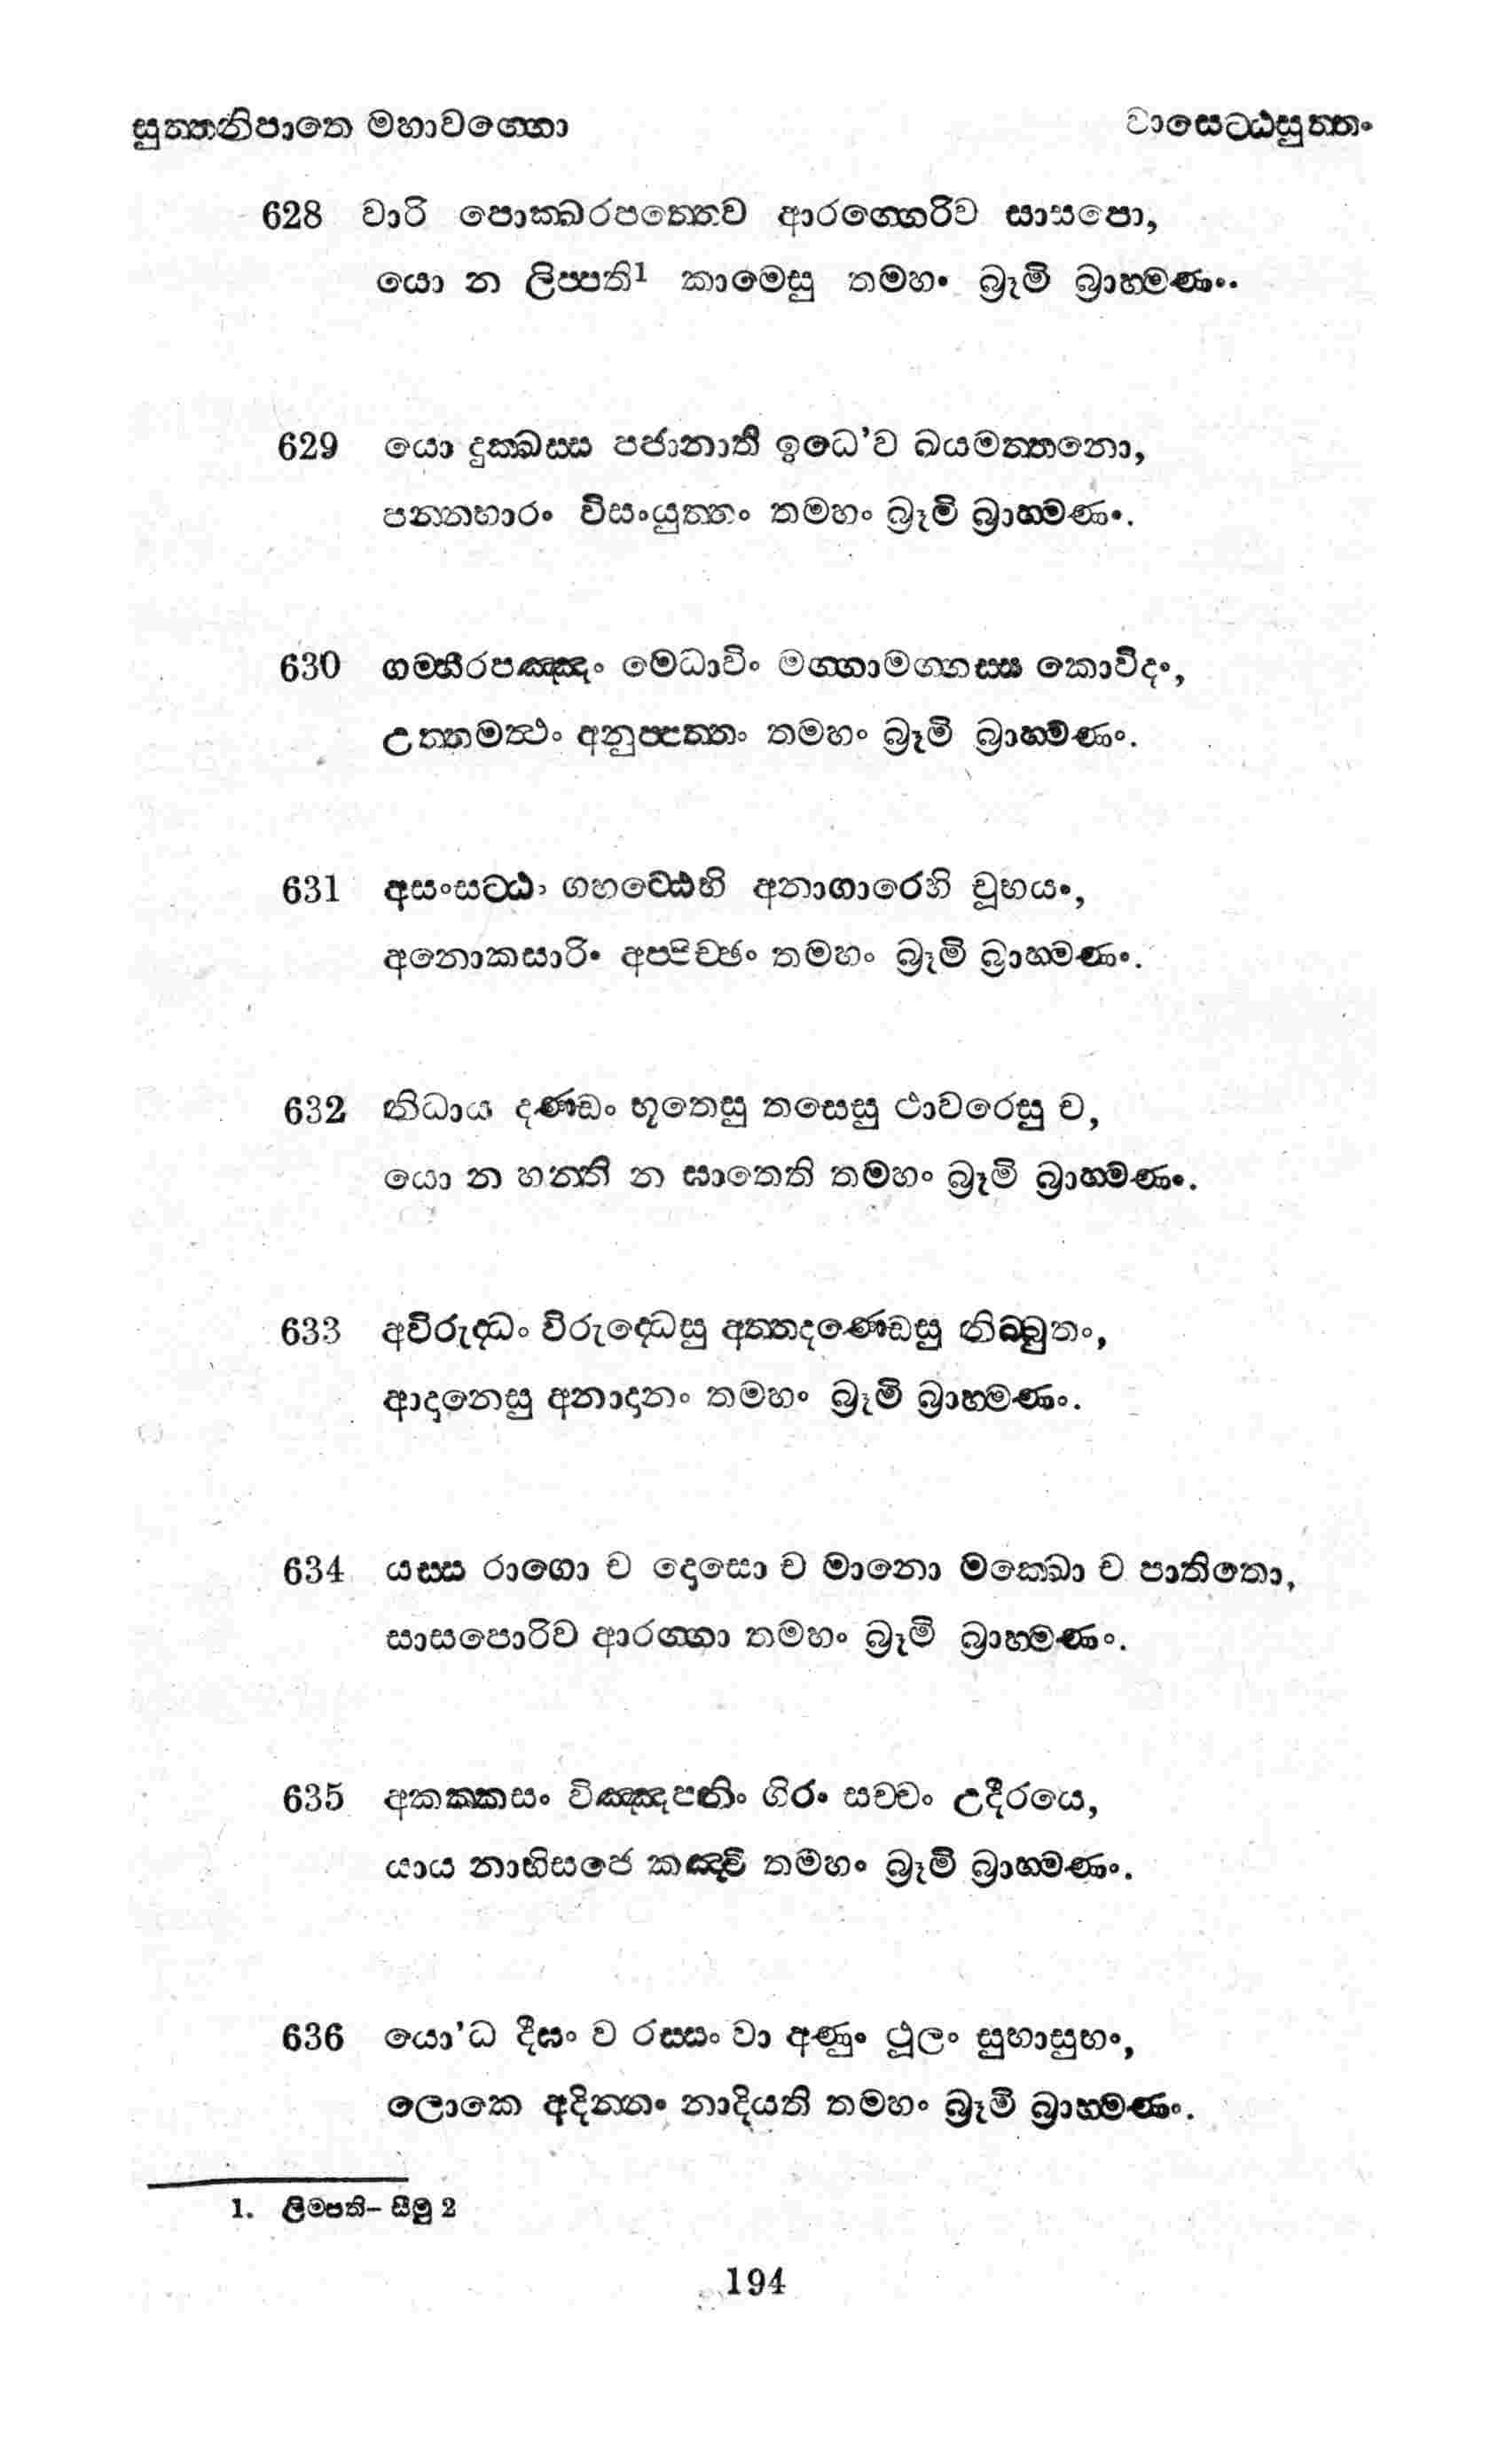 සුත්තනිපාතෙ මහාවග්ගො
වාසෙට්ඨසුත්තං
628 වාරි පොක්ඛරපත්තෙව ආරග්ගෙරිව සාසපො,
යො න ලිප්පති1 කාමෙසු තමහං බ්‍රූමි බ්‍රාහ්මණං.
629 යො දුක්ඛස්ස පජානාති ඉධෙ’ව ඛයමත්තනො,
පන්නභාරං විසංයුත්තං තමහං බ්‍රූමි බ්‍රාහ්මණං.
630 ගම්භීරපඤ්ඤං මෙධාවිං මග්ගාමග්ගස්ස කොවිදං,
උත්තමත්ථං අනුප්පත්තං තමහං බ්‍රූමි බ්‍රාහ්මණං.
631 අසංසට්ඨං ගහට්ඨෙහි අනාගාරෙහි චූභයං,
අනොකසාරිං අප්පිච්ඡං තමහං බ්‍රූමි බ්‍රාහ්මණං.
632 නිධාය දණ්ඩං භූතෙසු තසෙසු ථාවරෙසු ච,
යො න හන්ති න ඝාතෙති තමහං බ්‍රූමි බ්‍රාහ්මණං.
633 අවිරුද්ධං විරුද්ධෙසු අත්තදණ්ඩෙසු නිබ්බුතං,
ආදානෙසු අනාදානං තමහං බ්‍රූමි බ්‍රාහ්මණං.
634 යස්ස රාගො ච දොසො ච මානො මක්ඛො ච පාතිතො,
සාසපොරිව ආරග්ගා තමහං බ්‍රූමි බ්‍රාහ්මණං.
635 අකක්කසං විඤ්ඤපනිං ගිරං සච්චං උදීරයෙ,
යාය නාභිසජෙ කඤ්චි තමහං බ්‍රූමි බ්‍රාහ්මණං.
636 යො’ධ දීඝං ව රස්සං වා අණුං ථූලං සුභාසුභං,
ලොකෙ අදින්නං නාදියති තමහං බ්‍රූමි බ්‍රාහ්මණං.
1. ලිම්පති– සීමු 2
194